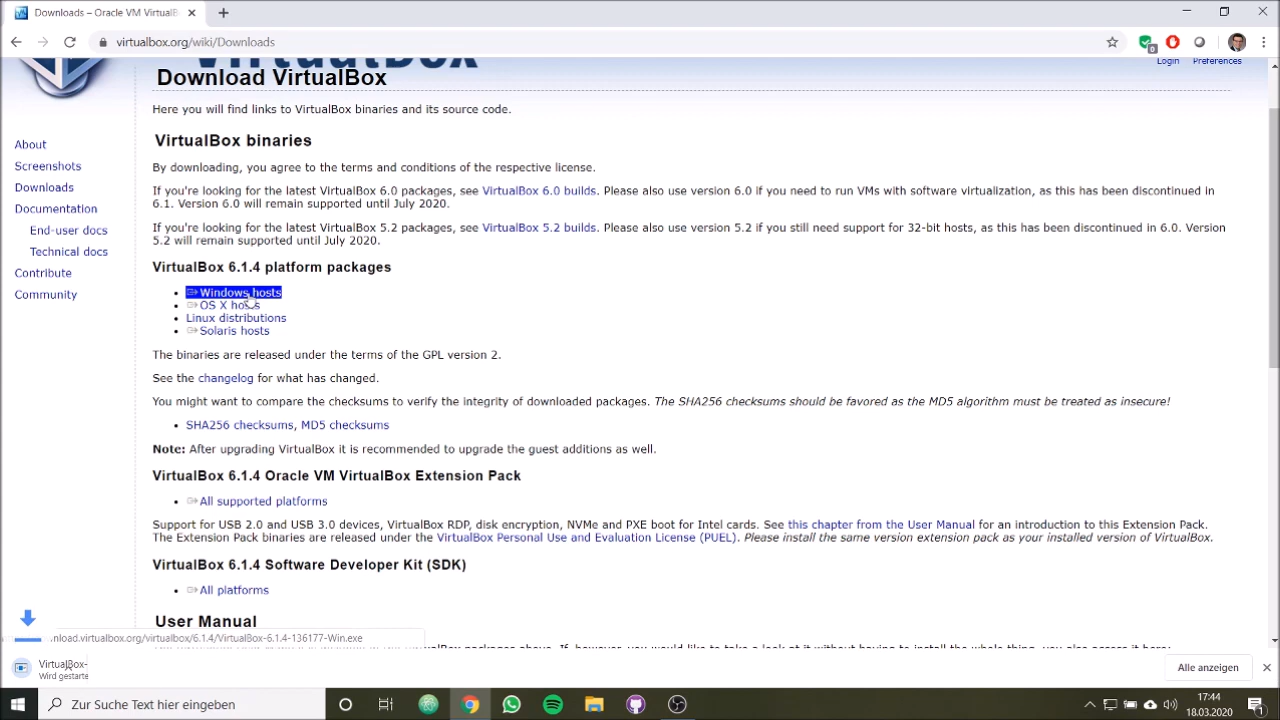 Downloads – Oracle VM VirtualB
virtualbox.org/wiki/Downloads
0
VirtualBox
Login
Preferences
Download VirtualBox
Here you will find links to VirtualBox binaries and its source code.
About
Screenshots
Downloads
Documentation
End-user docs
Technical docs
Contribute
Community
VirtualBox binaries
By downloading, you agree to the terms and conditions of the respective license.
If you're looking for the latest VirtualBox 6.0 packages, see VirtualBox 6.0 builds. Please also use version 6.0 if you need to run VMs with software virtualization, as this has been discontinued in
6.1. Version 6.0 will remain supported until July 2020.
If you're looking for the latest VirtualBox 5.2 packages, see VirtualBox 5.2 builds. Please also use version 5.2 if you still need support for 32-bit hosts, as this has been discontinued in 6.0. Version
5.2 will remain supported until July 2020.
VirtualBox 6.1.4 platform packages
Windows hosts
OS X hosts
Linux distributions
Solaris hosts
The binaries are released under the terms of the GPL version 2.
See the changelog for what has changed.
You might want to compare the checksums to verify the integrity of downloaded packages. The SHA256 checksums should be favored as the MD5 algorithm must be treated as insecure!
SHA256 checksums, MD5 checksums
Note: After upgrading VirtualBox it is recommended to upgrade the guest additions as well.
VirtualBox 6.1.4 Oracle VM VirtualBox Extension Pack
All supported platforms
Support for USB 2.0 and USB 3.0 devices, VirtualBox RDP, disk encryption, NVMe and PXE boot for Intel cards. See this chapter from the User Manual for an introduction to this Extension Pack.
The Extension Pack binaries are released under the VirtualBox Personal Use and Evaluation License (PUEL). Please install the same version extension pack as your installed version of VirtualBox.
VirtualBox 6.1.4 Software Developer Kit (SDK)
All platforms
User Manual
nload.virtualbox.org/virtualbox/6.1.4/VirtualBox-6.1.4-136177-Win.exe
VirtualBox-
Wird gestarte
Alle anzeigen
Zur Suche Text hier eingeben
17:44
18.03.2020
1